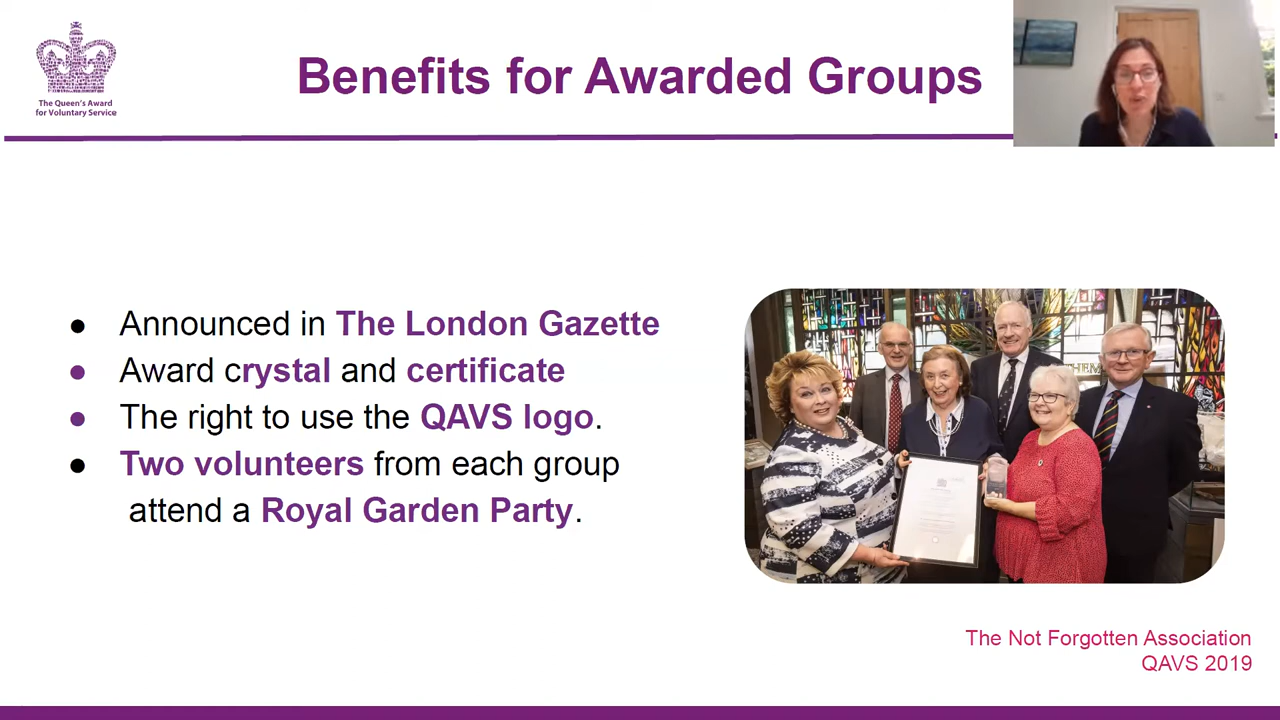 The Queen's Award
for Voluntary Service
Benefits for Awarded Groups
● Announced in The London Gazette
● Award crystal and certificate
● The right to use the QAVS logo.
● Two volunteers from each group
attend a Royal Garden Party.
The Not Forgotten Association
QAVS 2019